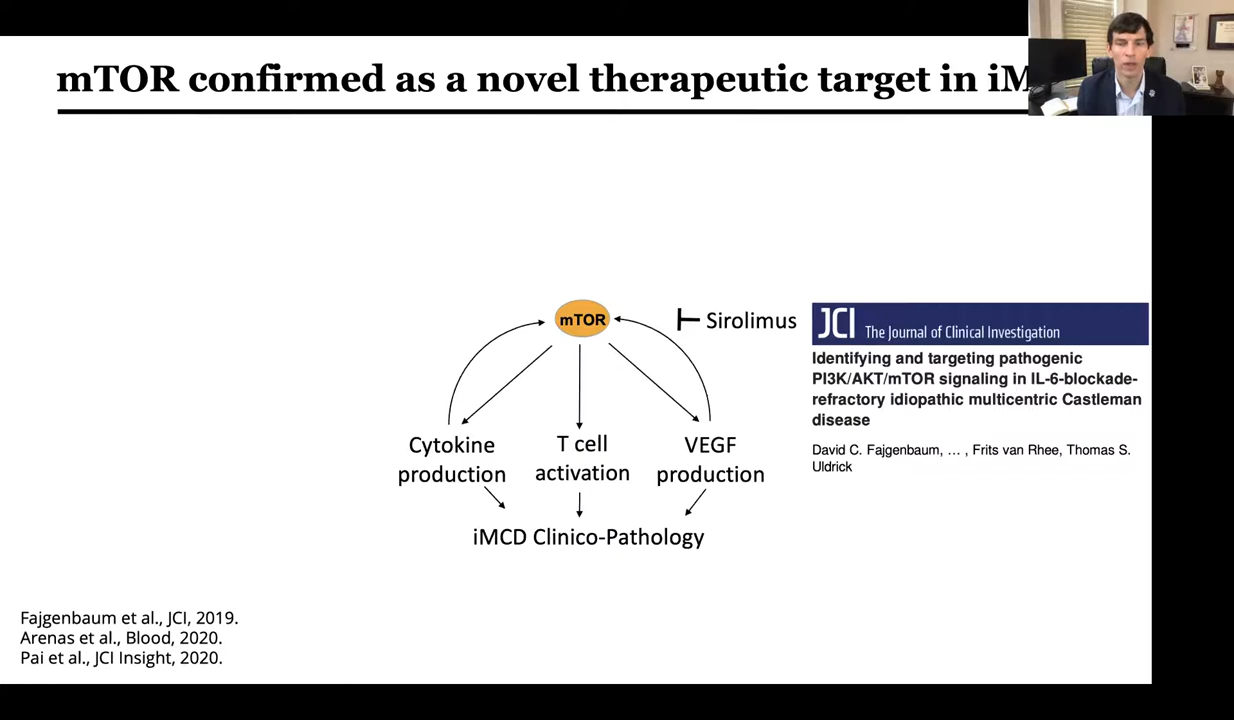 mTOR confirmed as a novel therapeutic target in iM
mTOR
Sirolimus
Cytokine
production
T cell
activation
VEGF
production
iMCD Clinico-Pathology
JCI The Journal of Clinical Investigation
Identifying and targeting pathogenic
PI3K/AKT/mTOR signaling in IL-6-blockade-
refractory idiopathic multicentric Castleman
disease
David C. Fajgenbaum, … , Frits van Rhee, Thomas S.
Uldrick
Fajgenbaum et al., JCI, 2019.
Arenas et al., Blood, 2020.
Pai et al., JCI Insight, 2020.